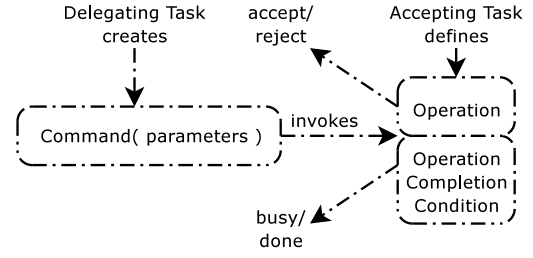 Delegating Task
creates
accept/
reject
Accepting Task
defines
Operation
Command( parameters )
invokes
Operation
Completion
Condition
busy/
done